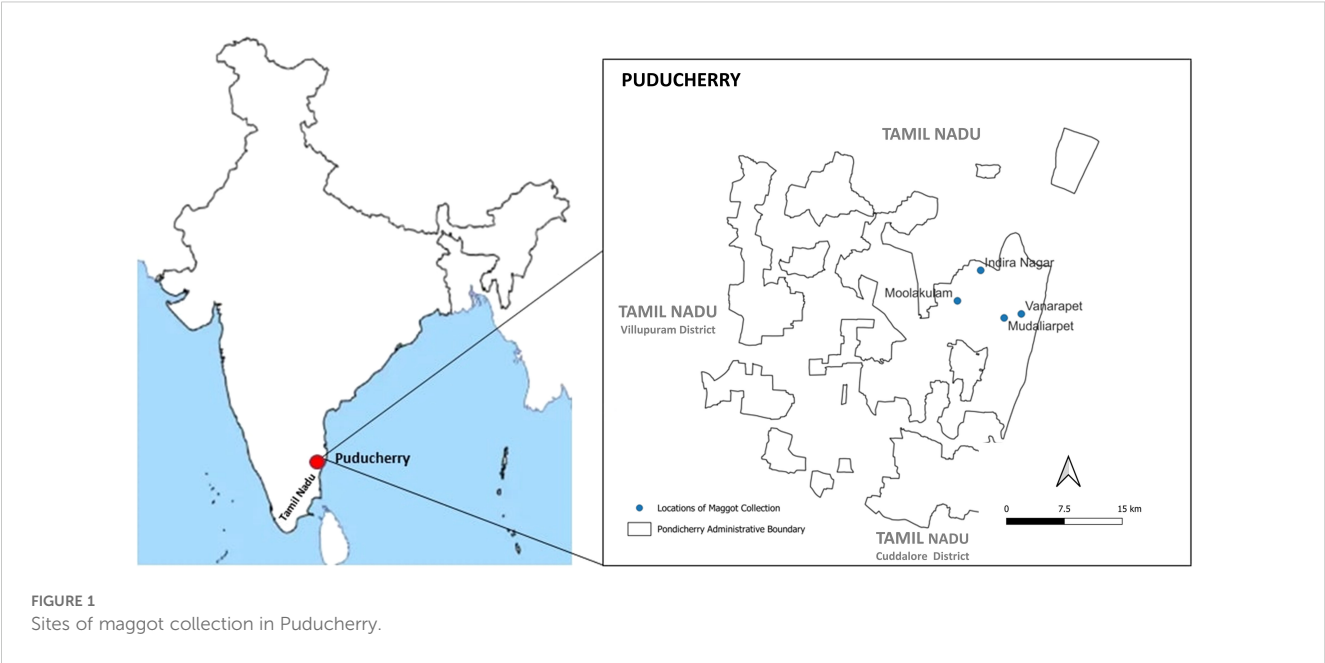 PUDUCHERRY
TAMIL NADU
Indira Nagar
Moolakulam
Vanarapet
Mudaliarpet
TAMIL NADU
Villupuram District
Puducherry
Tamil Nadu
Locations of Maggot Collection
Pondicherry Administrative Boundary
0 7.5 15 km
TAMIL NADU
Cuddalore District
FIGURE 1
Sites of maggot collection in Puducherry.